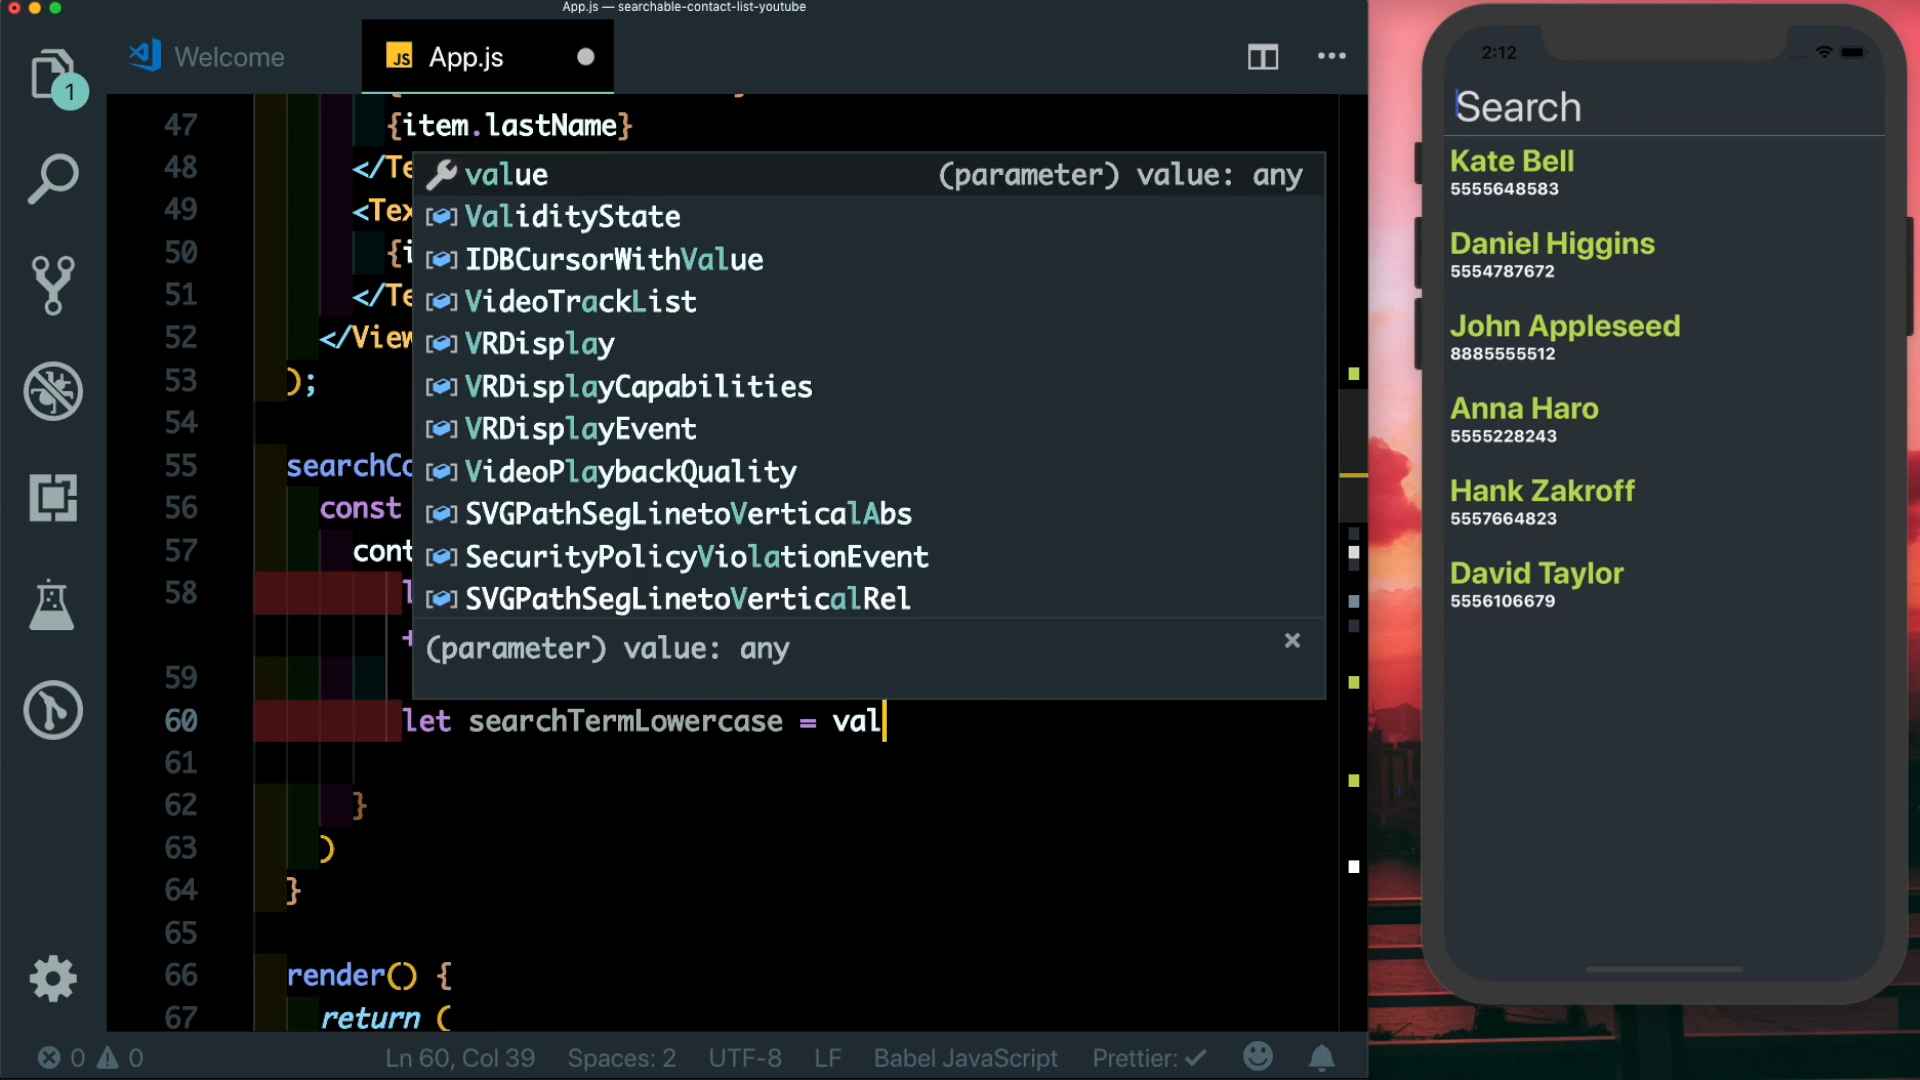 App.js — searchable-contact-list-youtube
Welcome
JS App.js
1
47 {item.lastName}
48 </Te
49 <Tex
50 {i
51 </Te
52 </View
53 );
54
55 searchCo
56 const
57 cont
58 l
+
59
60 let searchTermLowercase = val
61
62 }
63 )
64 }
65
66 render() {
67 return (
value (parameter) value: any
ValidityState
IDBCursorWithValue
VideoTrackList
VRDisplay
VRDisplayCapabilities
VRDisplayEvent
VideoPlaybackQuality
SVGPathSegLinetoVerticalAbs
SecurityPolicyViolationEvent
SVGPathSegLinetoVerticalRel
(parameter) value: any
0 0 Ln 60, Col 39 Spaces: 2 UTF-8 LF Babel JavaScript Prettier: ✓
2:12
Search
Kate Bell
5555648583
Daniel Higgins
5554787672
John Appleseed
8885555512
Anna Haro
5555228243
Hank Zakroff
5557664823
David Taylor
5556106679